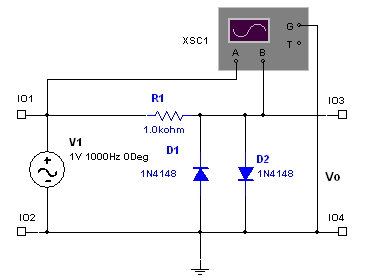 XSC1
G
T
A B
IO1
R1
IO3
1.0kohm
V1
1V 1000Hz 0Deg
D1
1N4148
D2
1N4148
Vo
IO2
IO4